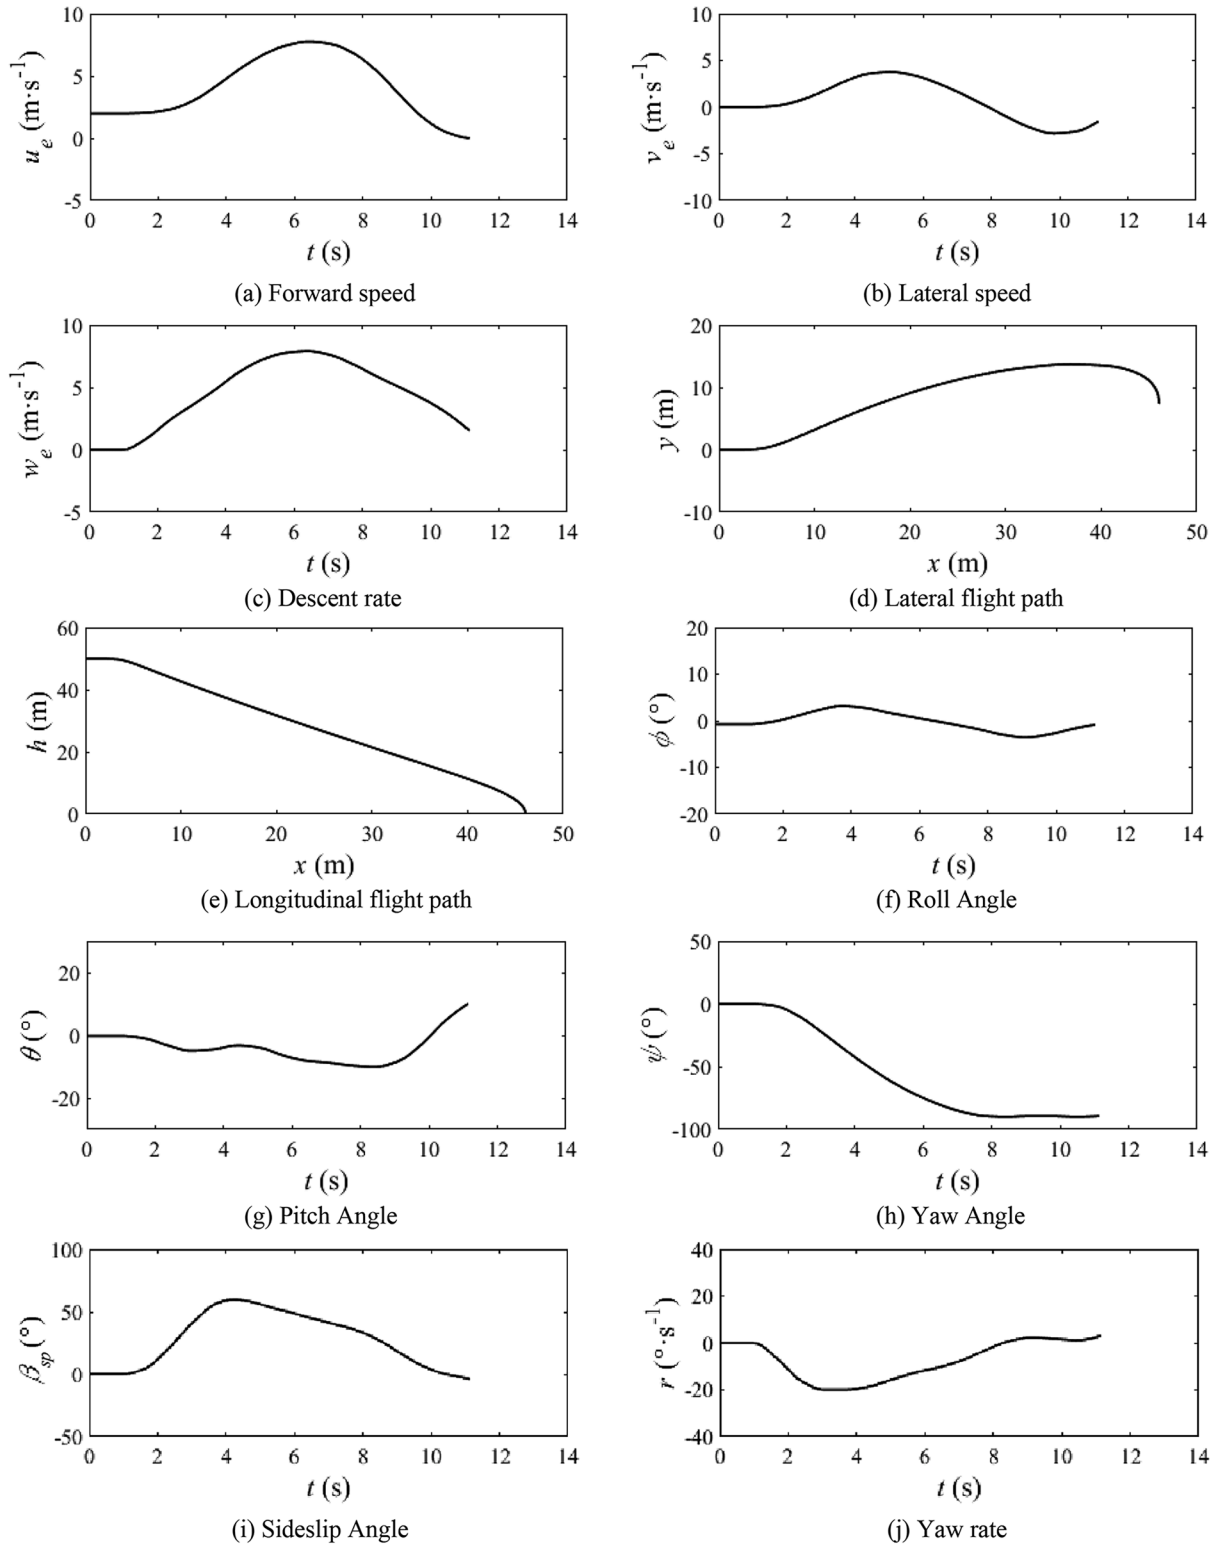 10
5
0
-5
u_e (m·s⁻¹)
0 2 4 6 8 10 12 14
t (s)
(a) Forward speed
10
5
0
-5
-10
v_e (m·s⁻¹)
0 2 4 6 8 10 12 14
t (s)
(b) Lateral speed
10
5
0
-5
w_e (m·s⁻¹)
0 2 4 6 8 10 12 14
t (s)
(c) Descent rate
20
10
0
-10
y (m)
0 10 20 30 40 50
x (m)
(d) Lateral flight path
60
40
20
0
h (m)
0 10 20 30 40 50
x (m)
(e) Longitudinal flight path
20
10
0
-10
-20
ϕ (°)
0 2 4 6 8 10 12 14
t (s)
(f) Roll Angle
20
0
-20
θ (°)
0 2 4 6 8 10 12 14
t (s)
(g) Pitch Angle
50
0
-50
-100
ψ (°)
0 2 4 6 8 10 12 14
t (s)
(h) Yaw Angle
100
50
0
-50
β_sp (°)
0 2 4 6 8 10 12 14
t (s)
(i) Sideslip Angle
40
20
0
-20
-40
r (°·s⁻¹)
0 2 4 6 8 10 12 14
t (s)
(j) Yaw rate